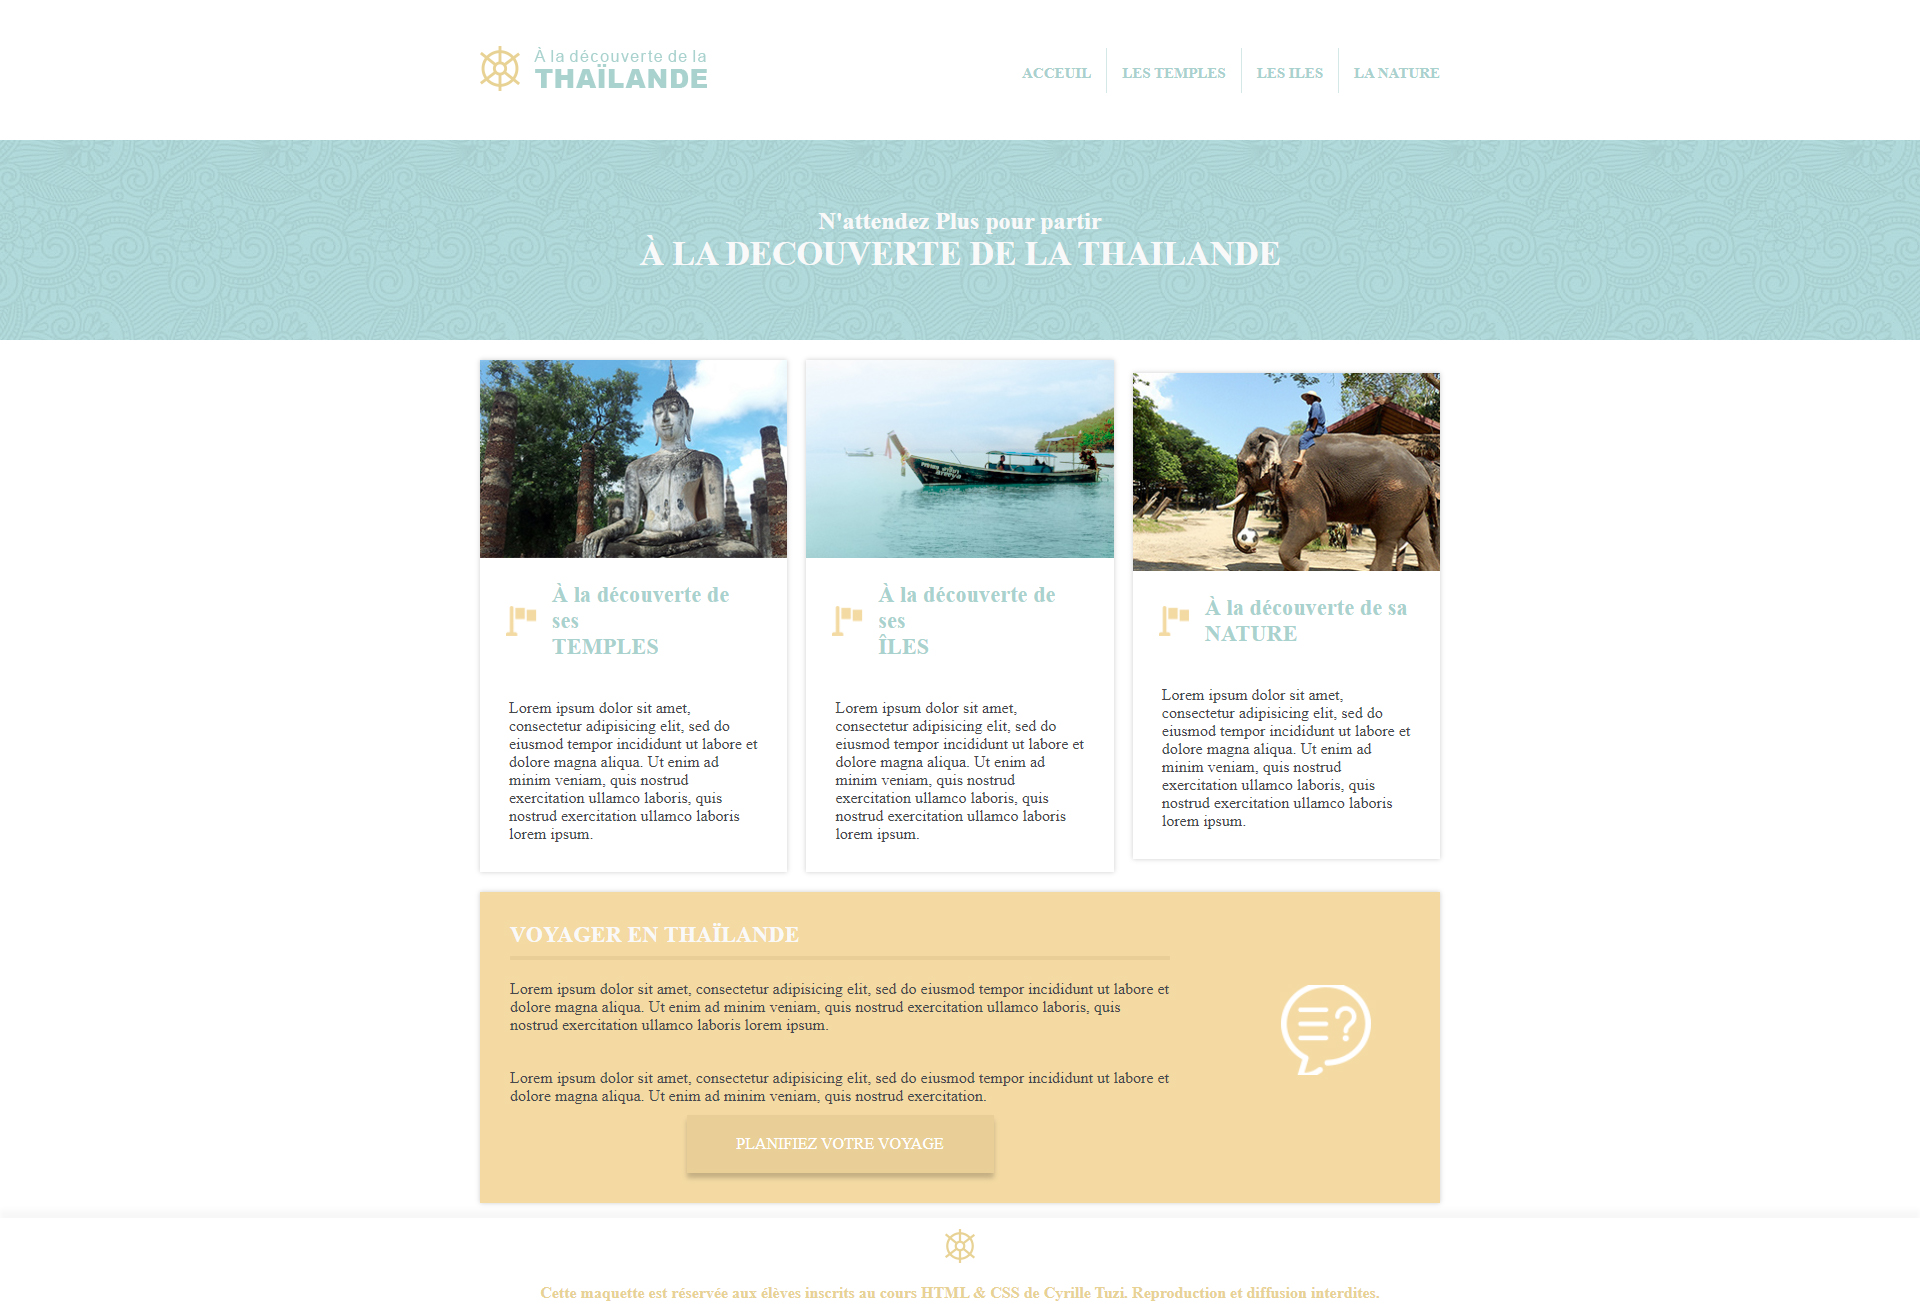 À la découverte de la
THAÏLANDE
ACCEUIL LES TEMPLES LES ILES LA NATURE
N'attendez Plus pour partir
À LA DECOUVERTE DE LA THAILANDE
À la découverte de
ses
TEMPLES
Lorem ipsum dolor sit amet,
consectetur adipisicing elit, sed do
eiusmod tempor incididunt ut labore et
dolore magna aliqua. Ut enim ad
minim veniam, quis nostrud
exercitation ullamco laboris, quis
nostrud exercitation ullamco laboris
lorem ipsum.
À la découverte de
ses
ÎLES
Lorem ipsum dolor sit amet,
consectetur adipisicing elit, sed do
eiusmod tempor incididunt ut labore et
dolore magna aliqua. Ut enim ad
minim veniam, quis nostrud
exercitation ullamco laboris, quis
nostrud exercitation ullamco laboris
lorem ipsum.
À la découverte de sa
NATURE
Lorem ipsum dolor sit amet,
consectetur adipisicing elit, sed do
eiusmod tempor incididunt ut labore et
dolore magna aliqua. Ut enim ad
minim veniam, quis nostrud
exercitation ullamco laboris, quis
nostrud exercitation ullamco laboris
lorem ipsum.
VOYAGER EN THAÏLANDE
Lorem ipsum dolor sit amet, consectetur adipisicing elit, sed do eiusmod tempor incididunt ut labore et
dolore magna aliqua. Ut enim ad minim veniam, quis nostrud exercitation ullamco laboris, quis
nostrud exercitation ullamco laboris lorem ipsum.
Lorem ipsum dolor sit amet, consectetur adipisicing elit, sed do eiusmod tempor incididunt ut labore et
dolore magna aliqua. Ut enim ad minim veniam, quis nostrud exercitation.
PLANIFIEZ VOTRE VOYAGE
Cette maquette est réservée aux élèves inscrits au cours HTML & CSS de Cyrille Tuzi. Reproduction et diffusion interdites.